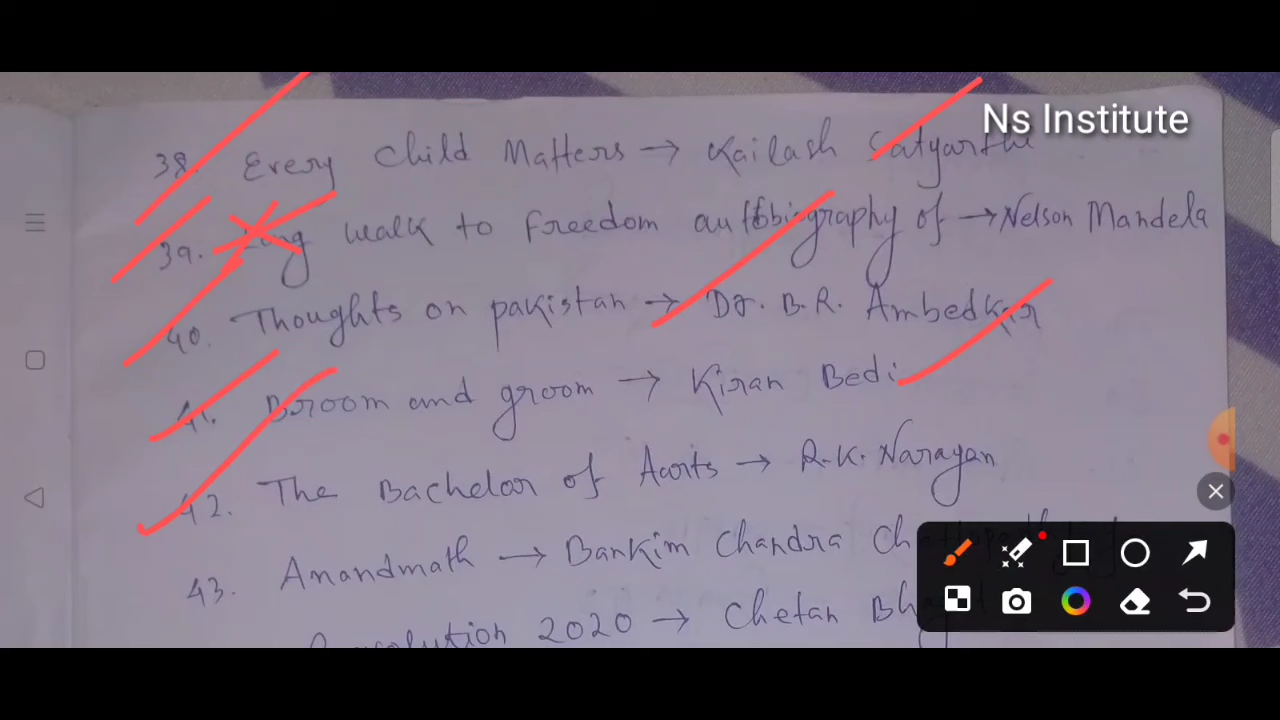 Ns Institute
38. Every Child Matters → Kailash Satyarthi
39. Long walk to freedom autobiography of → Nelson Mandela
40. Thoughts on pakistan → Dr. B. R. Ambedkar
41. Broom and groom → Kiran Bedi
42. The Bachelor of Aorts → R.K. Narayan
43. Anandmath → Bankim Chandra
2020 → Chetan